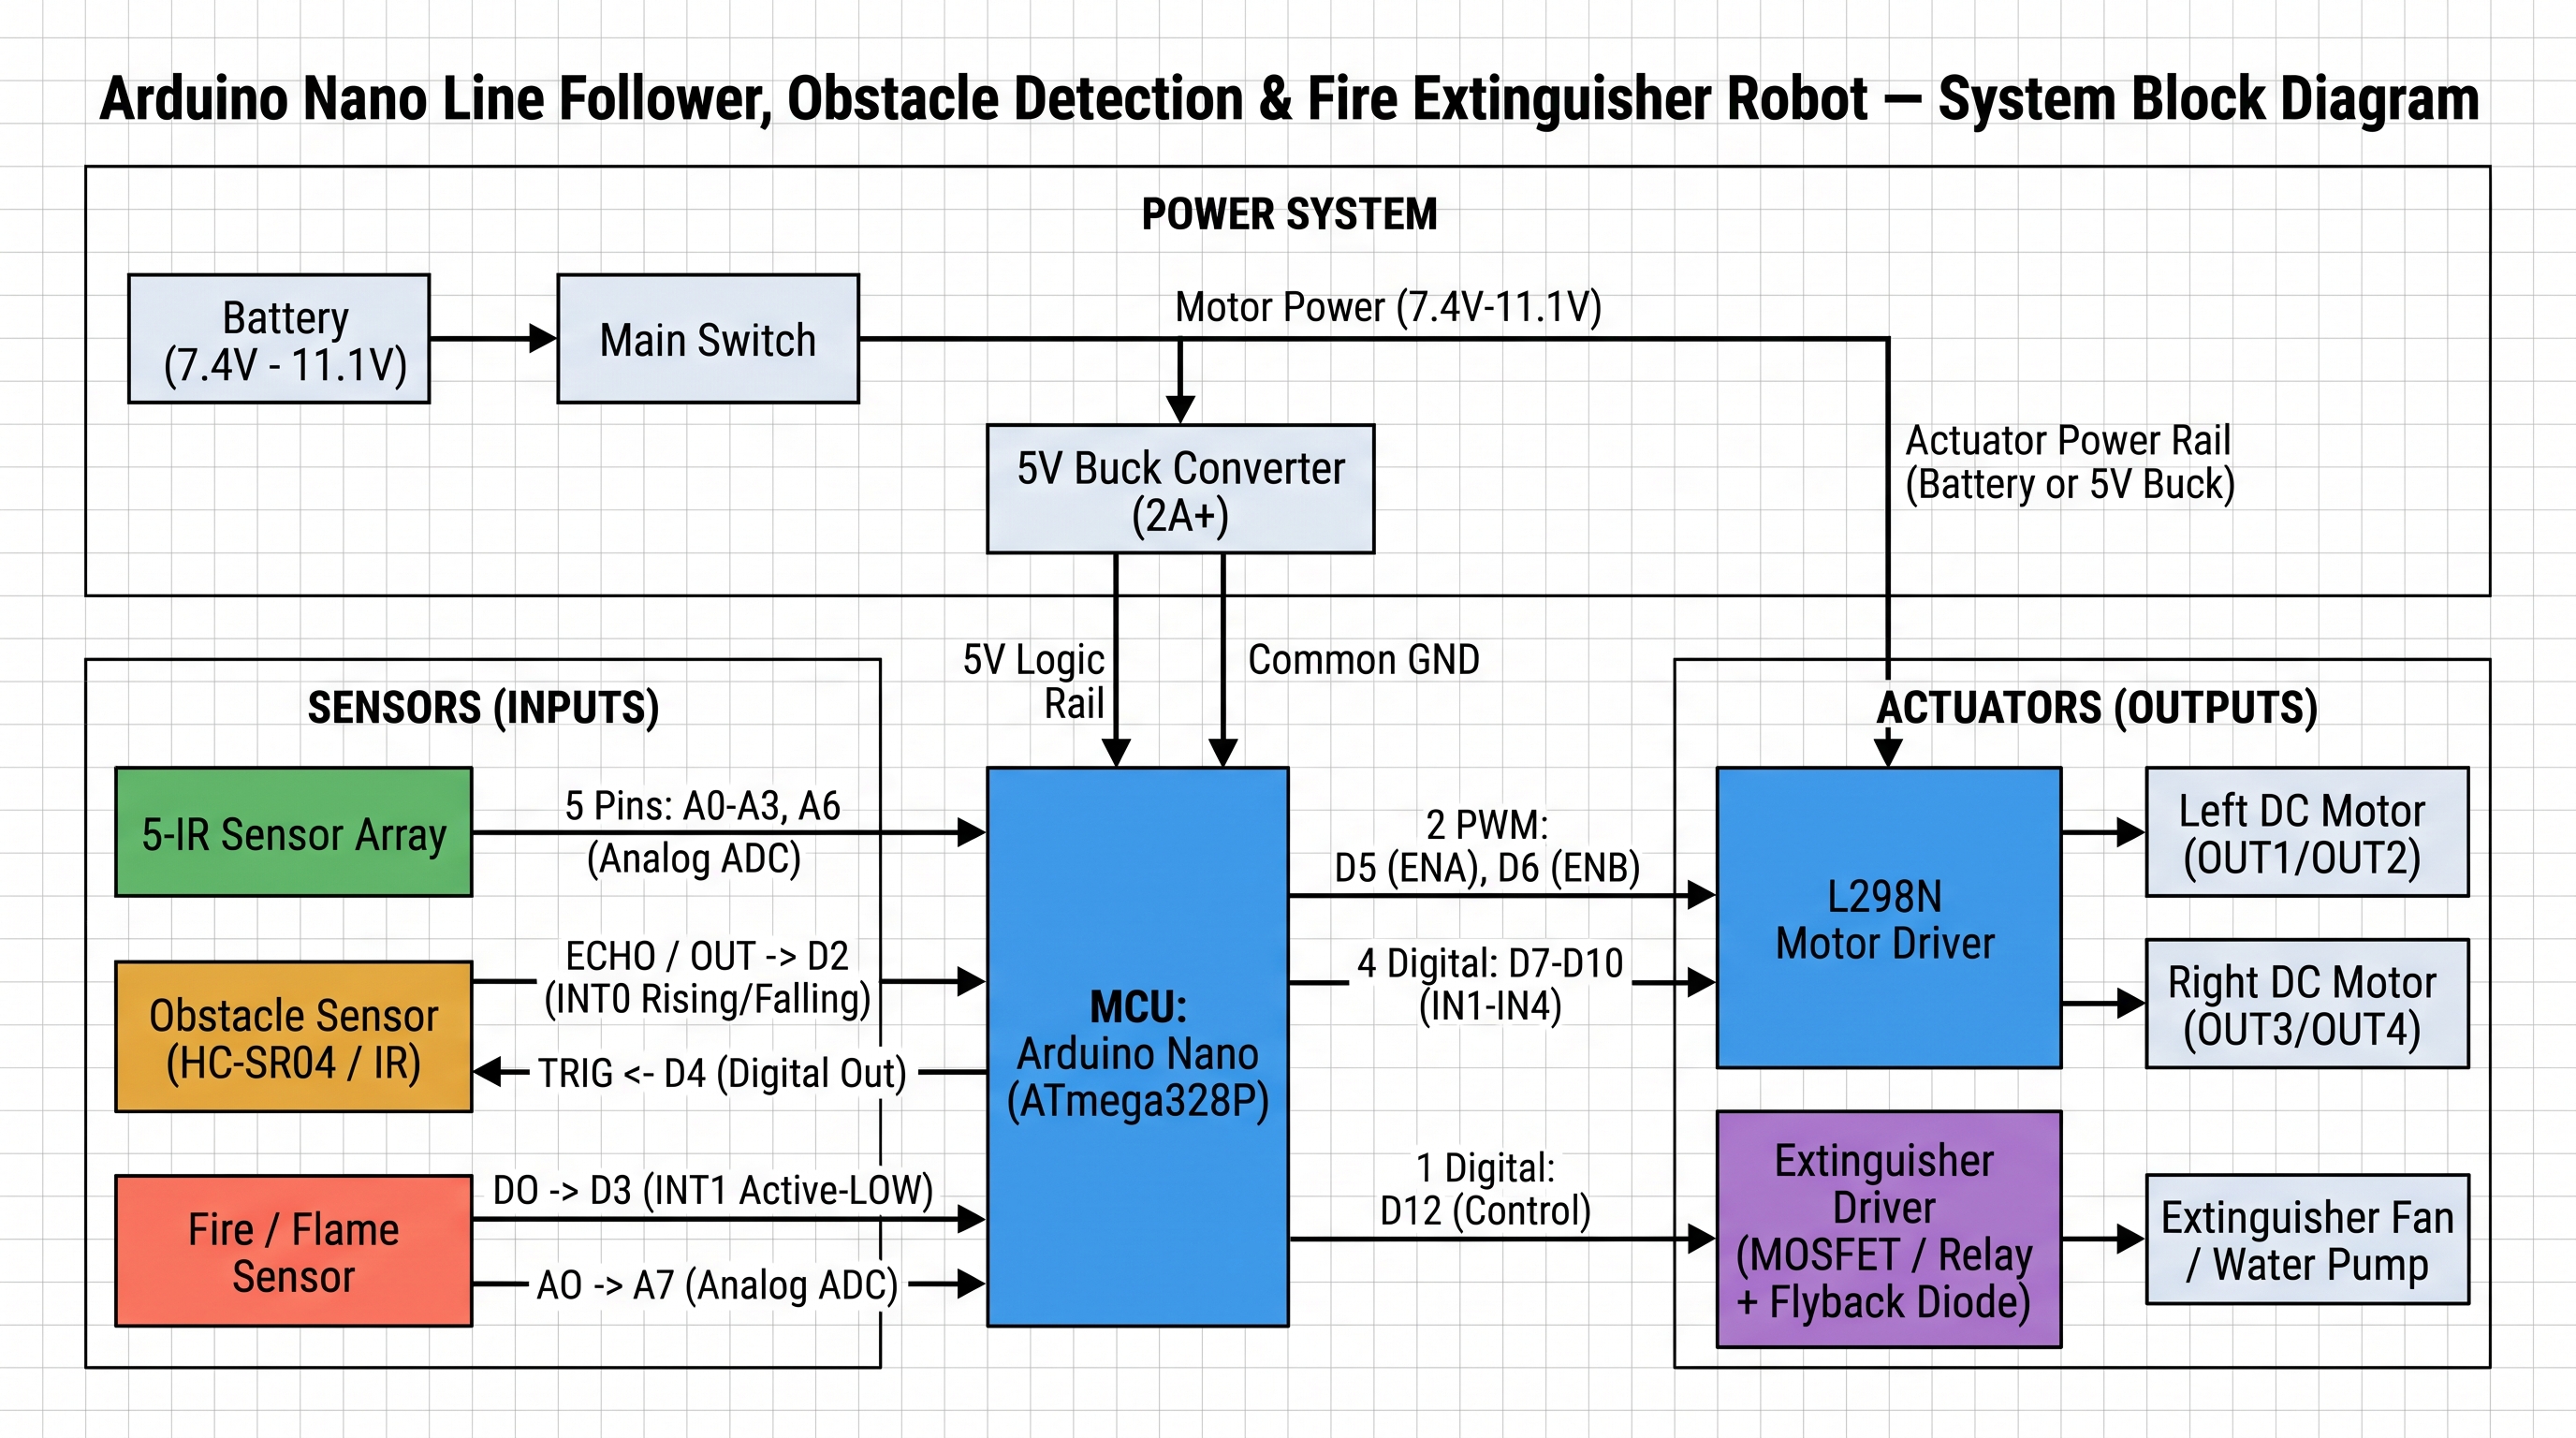 Arduino Nano Line Follower, Obstacle Detection & Fire Extinguisher Robot — System Block Diagram
POWER SYSTEM
Battery
(7.4V - 11.1V)
Main Switch
Motor Power (7.4V-11.1V)
5V Buck Converter
(2A+)
Actuator Power Rail
(Battery or 5V Buck)
5V Logic
Rail
Common GND
SENSORS (INPUTS)
5-IR Sensor Array
5 Pins: A0-A3, A6
(Analog ADC)
Obstacle Sensor
(HC-SR04 / IR)
ECHO / OUT -> D2
(INT0 Rising/Falling)
TRIG <- D4 (Digital Out)
Fire / Flame
Sensor
DO -> D3 (INT1 Active-LOW)
AO -> A7 (Analog ADC)
MCU:
Arduino Nano
(ATmega328P)
2 PWM:
D5 (ENA), D6 (ENB)
4 Digital: D7-D10
(IN1-IN4)
1 Digital:
D12 (Control)
ACTUATORS (OUTPUTS)
L298N
Motor Driver
Left DC Motor
(OUT1/OUT2)
Right DC Motor
(OUT3/OUT4)
Extinguisher
Driver
(MOSFET / Relay
+ Flyback Diode)
Extinguisher Fan
/ Water Pump